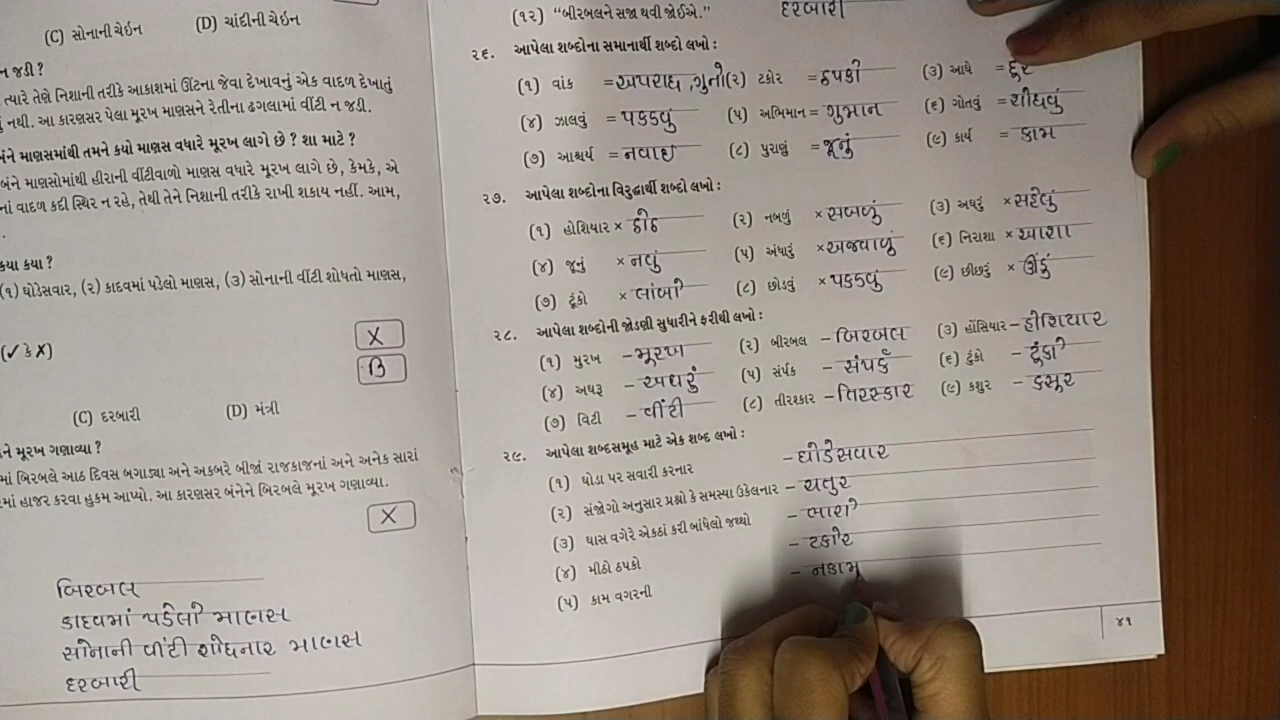 (C) સોનાની ચેઈન (D) ચાંદીની ચેઈન
ન જડી ?
ત્યારે તેણે નિશાની તરીકે આકાશમાં ઊંટના જેવા દેખાવનું એક વાદળ દેખાતું
નથી. આ કારણસર પેલા મૂરખ માણસને રેતીના ઢગલામાં વીંટી ન જડી.
બંને માણસમાંથી તમને કયો માણસ વધારે મૂરખ લાગે છે ? શા માટે ?
બંને માણસોમાંથી હીરાની વીંટીવાળો માણસ વધારે મૂરખ લાગે છે, કેમકે, એ
નાં વાદળ કદી સ્થિર ન રહે, તેથી તેને નિશાની તરીકે રાખી શકાય નહીં. આમ,
કયા કયા ?
(૧) ઘોડેસવાર, (૨) કાદવમાં પડેલો માણસ, (૩) સોનાની વીંટી શોધતો માણસ,
(✓ કે ✗)
X
B
(C) દરબારી (D) મંત્રી
ને મૂરખ ગણાવ્યા ?
માં બિરબલે આઠ દિવસ બગાડ્યા અને અકબરે બીજાં રાજકાજનાં અને અનેક સારાં
માં હાજર કરવા હુકમ આપ્યો. આ કારણસર બંનેને બિરબલે મૂરખ ગણાવ્યા.
X
બિરબલ
કાદવમાં પડેલો માણસ
સોનાની વીંટી શોધનાર માણસ
દરબારી
(૧૨) “બીરબલને સજા થવી જોઈએ.” દરબારી
૨૬. આપેલા શબ્દોના સમાનાર્થી શબ્દો લખો :
(૧) વાંક = અપરાધ, ગુનો (૨) ટકોર = ઠપકો (૩) આઘે = દૂર
(૪) ઝાલવું = પકડવું (૫) અભિમાન = ગુમાન (૬) ગોતવું = શોધવું
(૭) આશ્ચર્ય = નવાઈ (૮) પુરાણું = જૂનું (૯) કાર્ય = કામ
૨૭. આપેલા શબ્દોના વિરુદ્ધાર્થી શબ્દો લખો :
(૧) હોશિયાર × ઠોઠ (૨) નબળું × સબળું (૩) અઘરું × સહેલું
(૪) જૂનું × નવું (૫) અંધારું × અજવાળું (૬) નિરાશા × આશા
(૭) ટૂંકો × લાંબો (૮) છોડવું × પકડવું (૯) છીછરું × ઊંડું
૨૮. આપેલા શબ્દોની જોડણી સુધારીને ફરીથી લખો :
(૧) મુરખ – મૂરખ (૨) બીરબલ – બિરબલ (૩) હોંસિયાર – હોશિયાર
(૪) અઘરૂ – અઘરું (૫) સંર્પક – સંપર્ક (૬) ટુંકો – ટૂંકો
(૭) વિટી – વીંટી (૮) તીરશ્કાર – તિરસ્કાર (૯) કશુર – કસૂર
૨૯. આપેલા શબ્દસમૂહ માટે એક શબ્દ લખો :
(૧) ઘોડા પર સવારી કરનાર – ઘોડેસવાર
(૨) સંજોગો અનુસાર પ્રશ્નો કે સમસ્યા ઉકેલનાર – ચતુર
(૩) ઘાસ વગેરે એકઠાં કરી બાંધેલો જથ્થો – ભારો
(૪) મીઠો ઠપકો – ટકોર
(૫) કામ વગરની – નકામ
૪૧